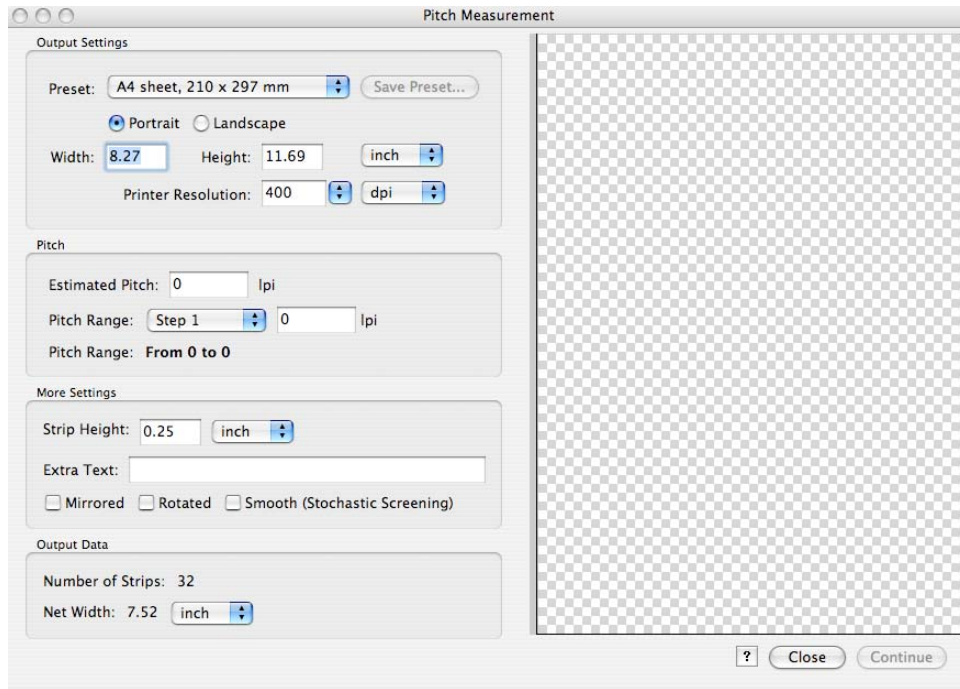 Pitch Measurement
Output Settings
Preset: A4 sheet, 210 x 297 mm Save Preset...
Portrait Landscape
Width: 8.27 Height: 11.69 inch
Printer Resolution: 400 dpi
Pitch
Estimated Pitch: 0 lpi
Pitch Range: Step 1 0 lpi
Pitch Range: From 0 to 0
More Settings
Strip Height: 0.25 inch
Extra Text:
Mirrored Rotated Smooth (Stochastic Screening)
Output Data
Number of Strips: 32
Net Width: 7.52 inch
? Close Continue